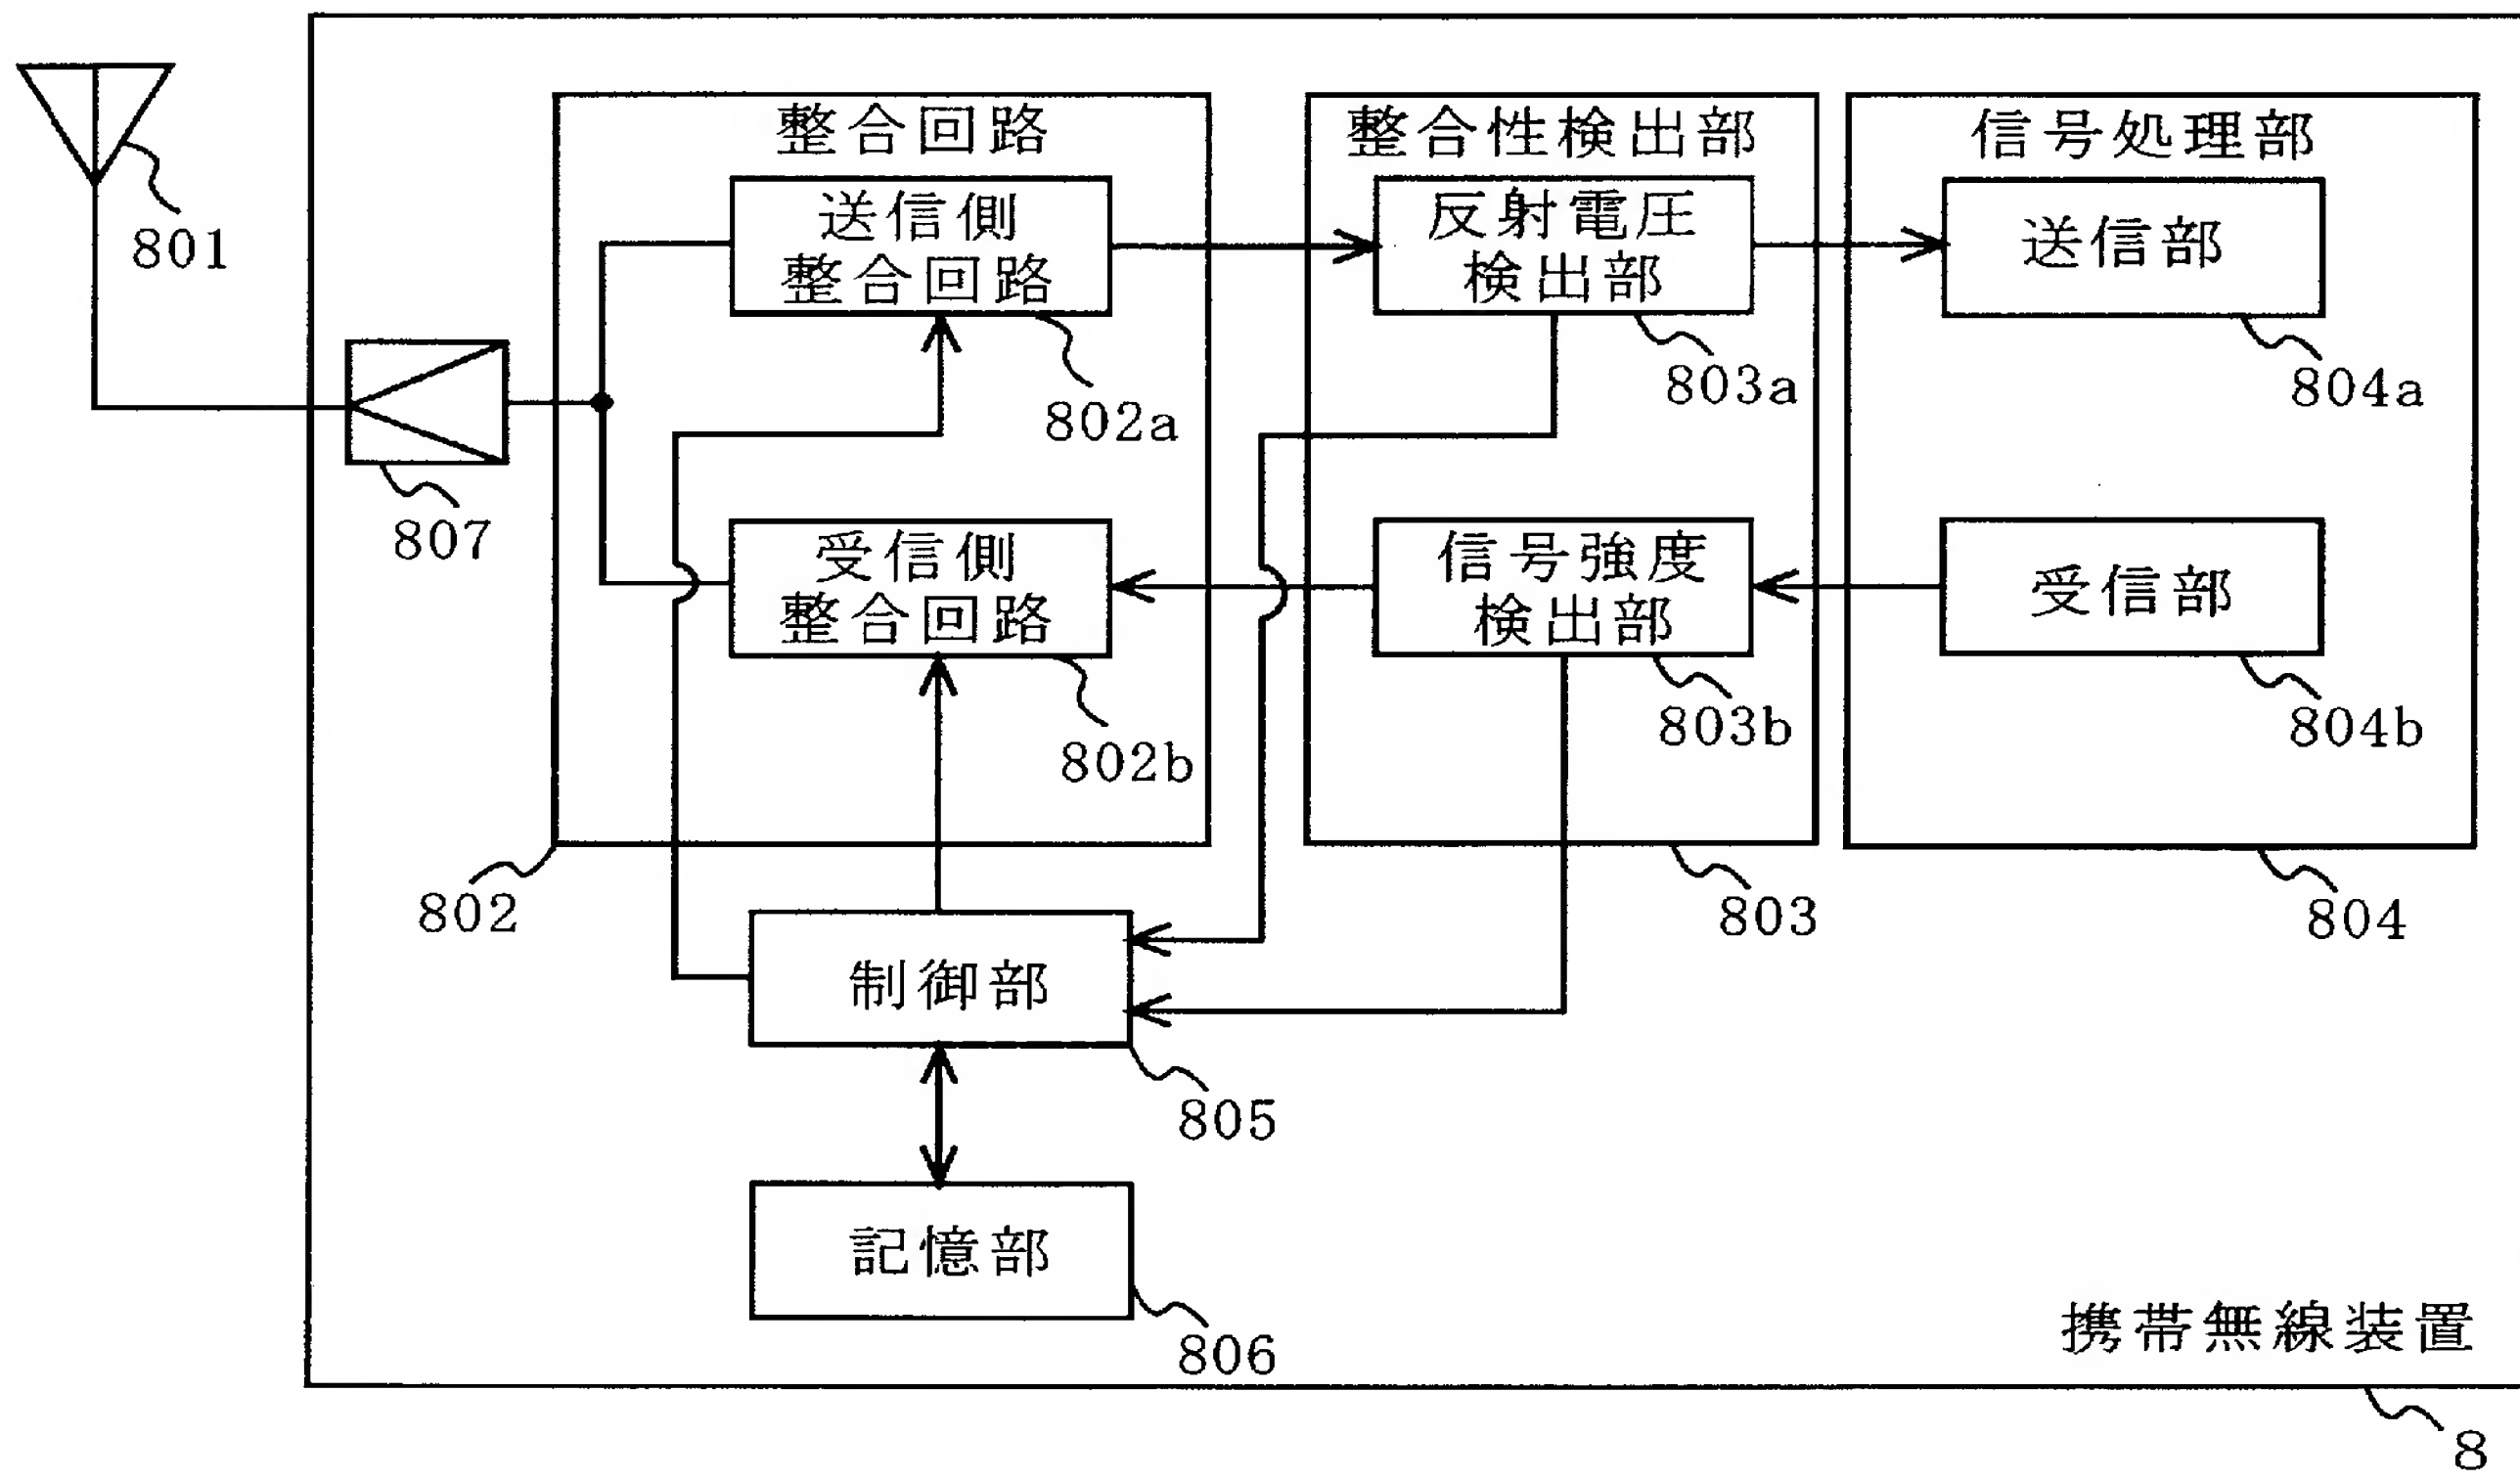 整合回路
整合性検出部
信号処理部
送信側
整合回路
反射電圧
検出部
送信部
801
802a
803a
804a
807
受信側
整合回路
信号強度
検出部
受信部
802b
803b
804b
802
803
804
制御部
805
記憶部
806
携帯無線装置
8